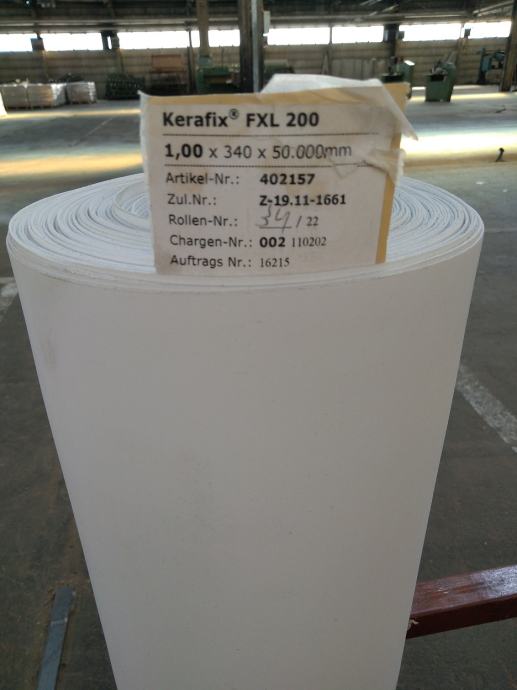 Kerafix® FXL 200
1,00 x 340 x 50.000mm
Artikel-Nr.: 402157
Zul.Nr.: Z-19.11-1661
Rollen-Nr.: 34 / 22
Chargen-Nr.: 002 110202
Auftrags Nr.: 16215